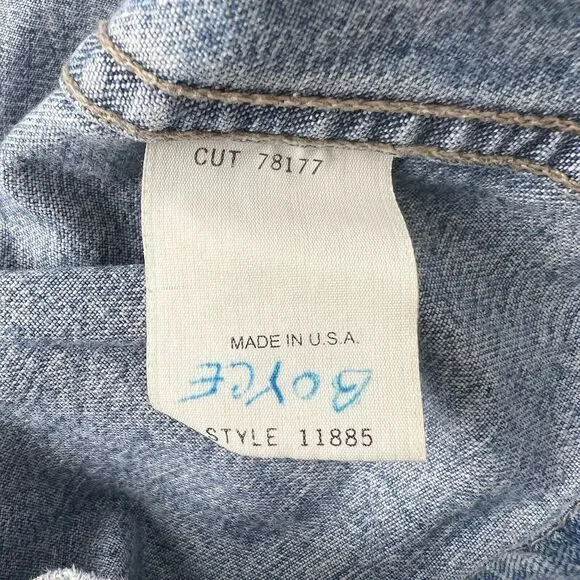 CUT 78177
MADE IN U.S.A.
BOYCE
STYLE 11885